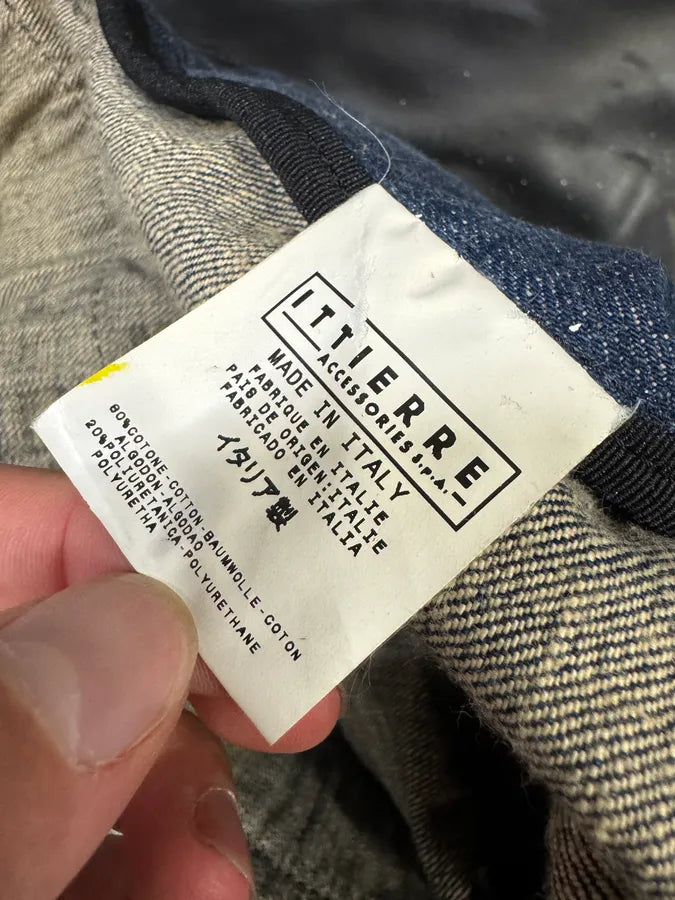 ITTIERRE
ACCESSORIES S.P.A.
MADE IN ITALY
FABRIQUE EN ITALIE
PAIS DE ORIGEN:ITALIE
FABRICADO EN ITALIA
イタリア製
80%COTONE-COTTON-BAUMWOLLE-COTON
ALGODON-ALGODAO
20%POLIURETANICA-POLYURETHANE
POLYURETHA